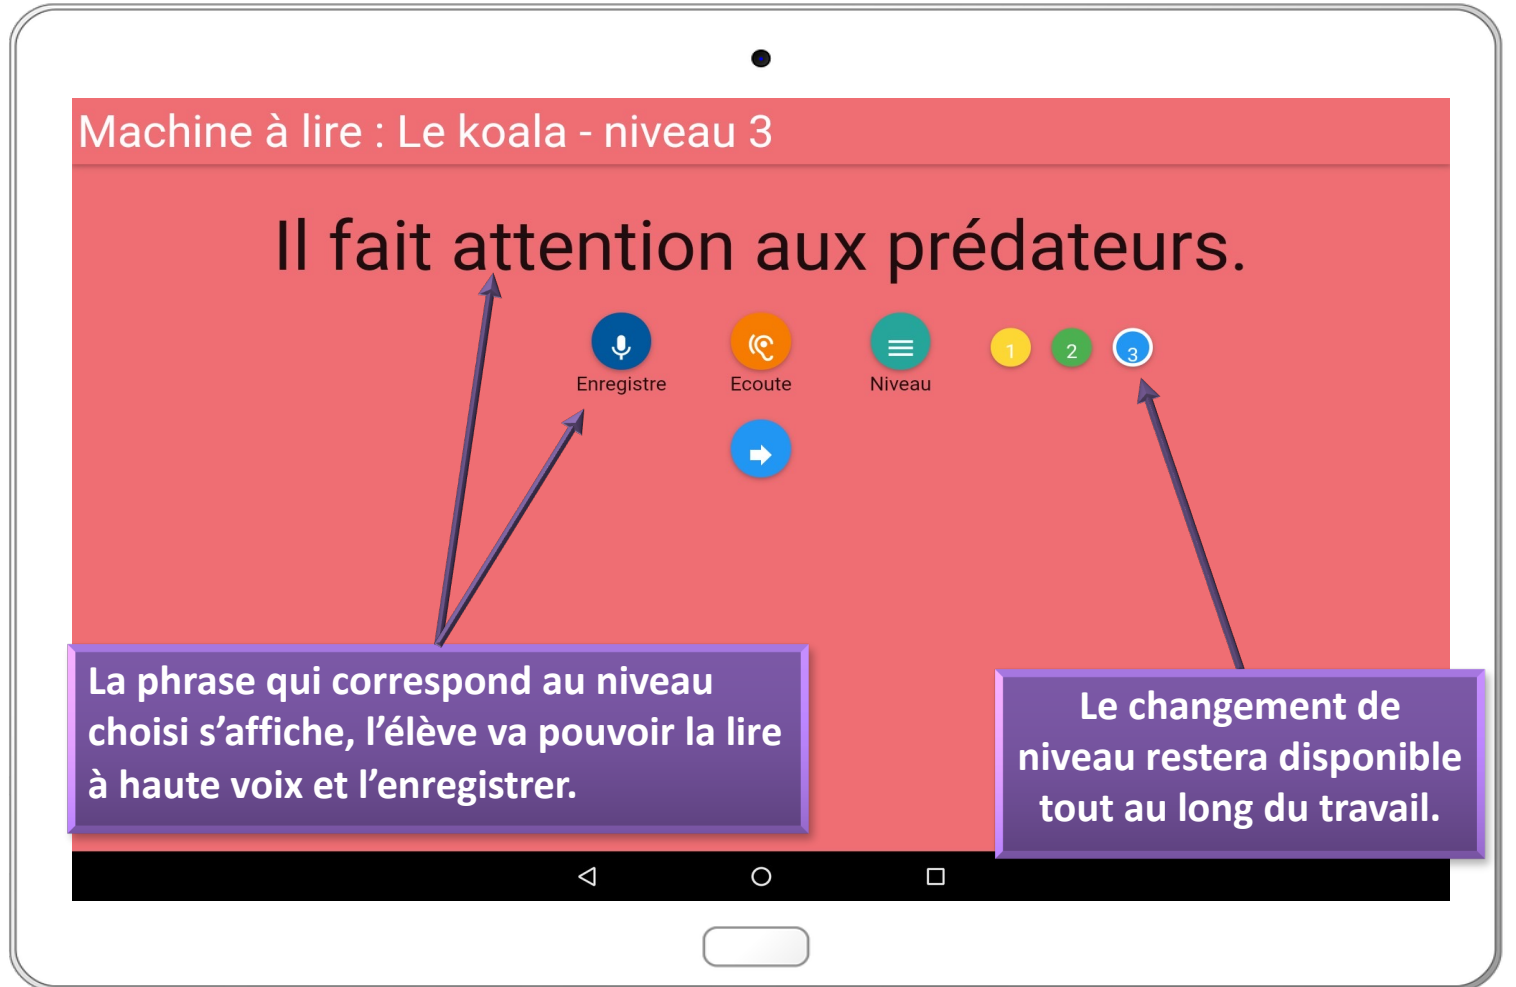 Machine à lire : Le koala - niveau 3
Il fait attention aux prédateurs.
1 2 3
Enregistre Ecoute Niveau
La phrase qui correspond au niveau
choisi s’affiche, l’élève va pouvoir la lire
à haute voix et l’enregistrer.
Le changement de
niveau restera disponible
tout au long du travail.